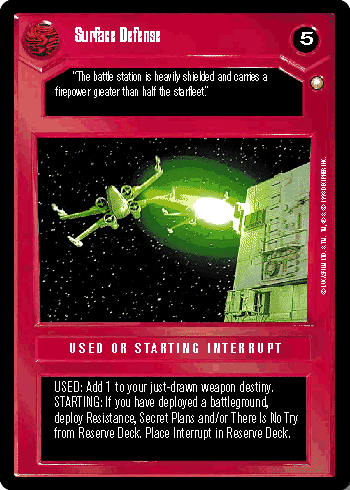 Surface Defense
5
"The battle station is heavily shielded and carries a
firepower greater than half the starfleet."
USED OR STARTING INTERRUPT
USED: Add 1 to your just-drawn weapon destiny.
STARTING: If you have deployed a battleground,
deploy Resistance, Secret Plans and/or There Is No Try
from Reserve Deck. Place Interrupt in Reserve Deck.